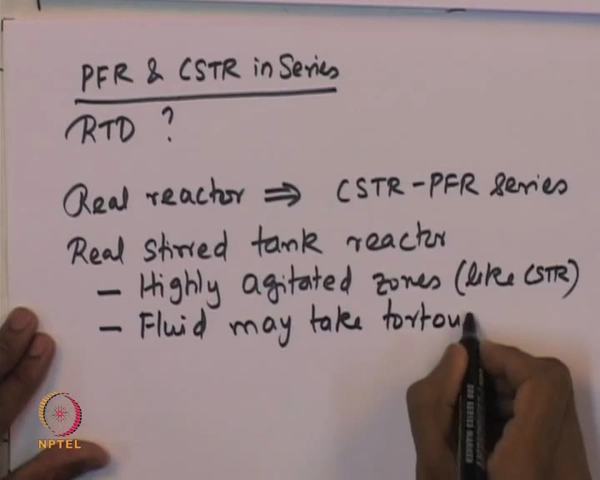 PFR & CSTR in Series
RTD ?
Real reactor ⇒ CSTR-PFR series
Real stirred tank reactor
- Highly agitated zones (like CSTR)
- Fluid may take tortou
NPTEL